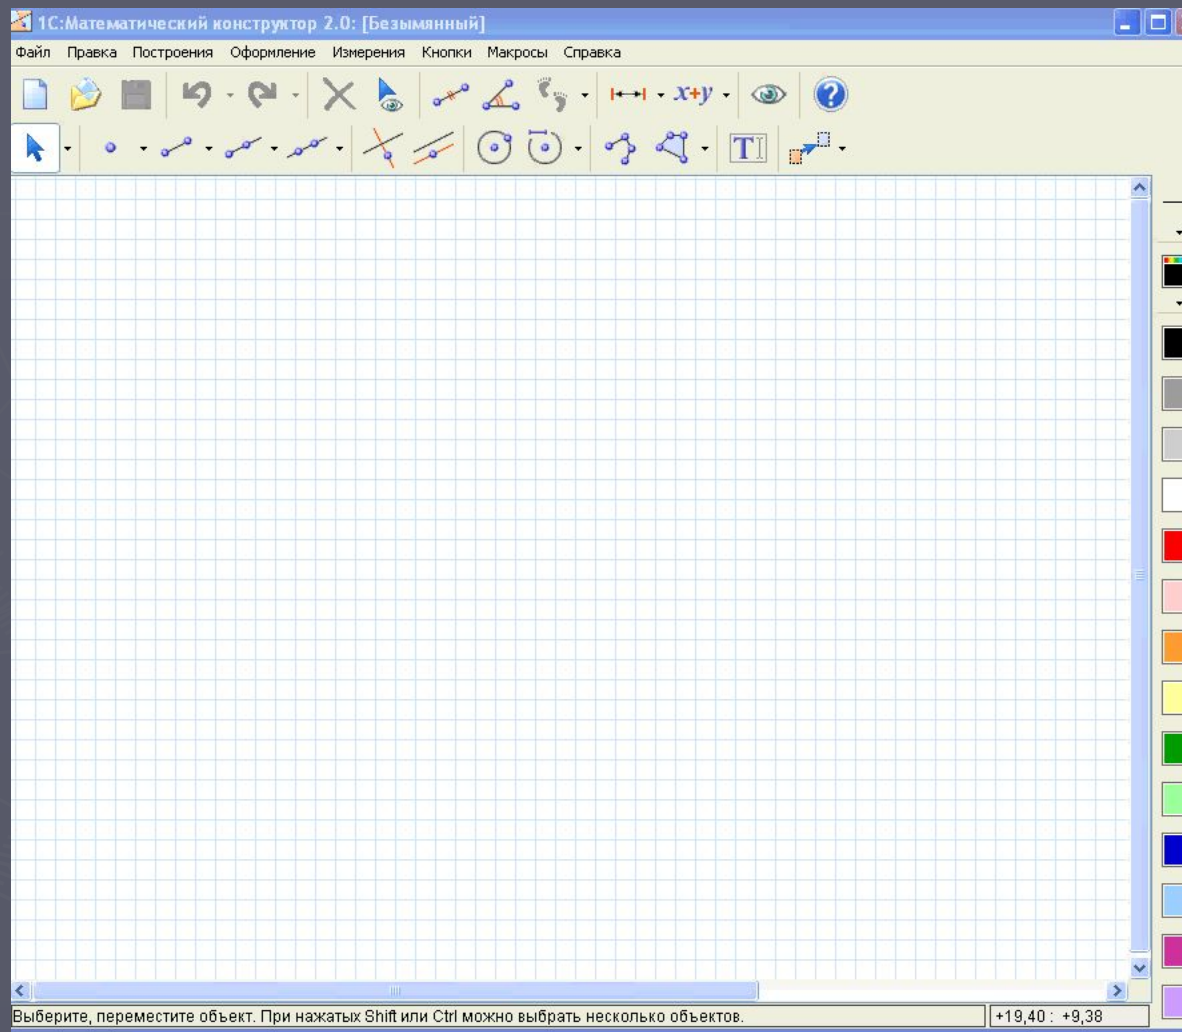 1С:Математический конструктор 2.0: [Безымянный]
Файл Правка Построения Оформление Измерения Кнопки Макросы Справка
x+y
?
T
Выберите, переместите объект. При нажатых Shift или Ctrl можно выбрать несколько объектов. +19,40 : +9,38